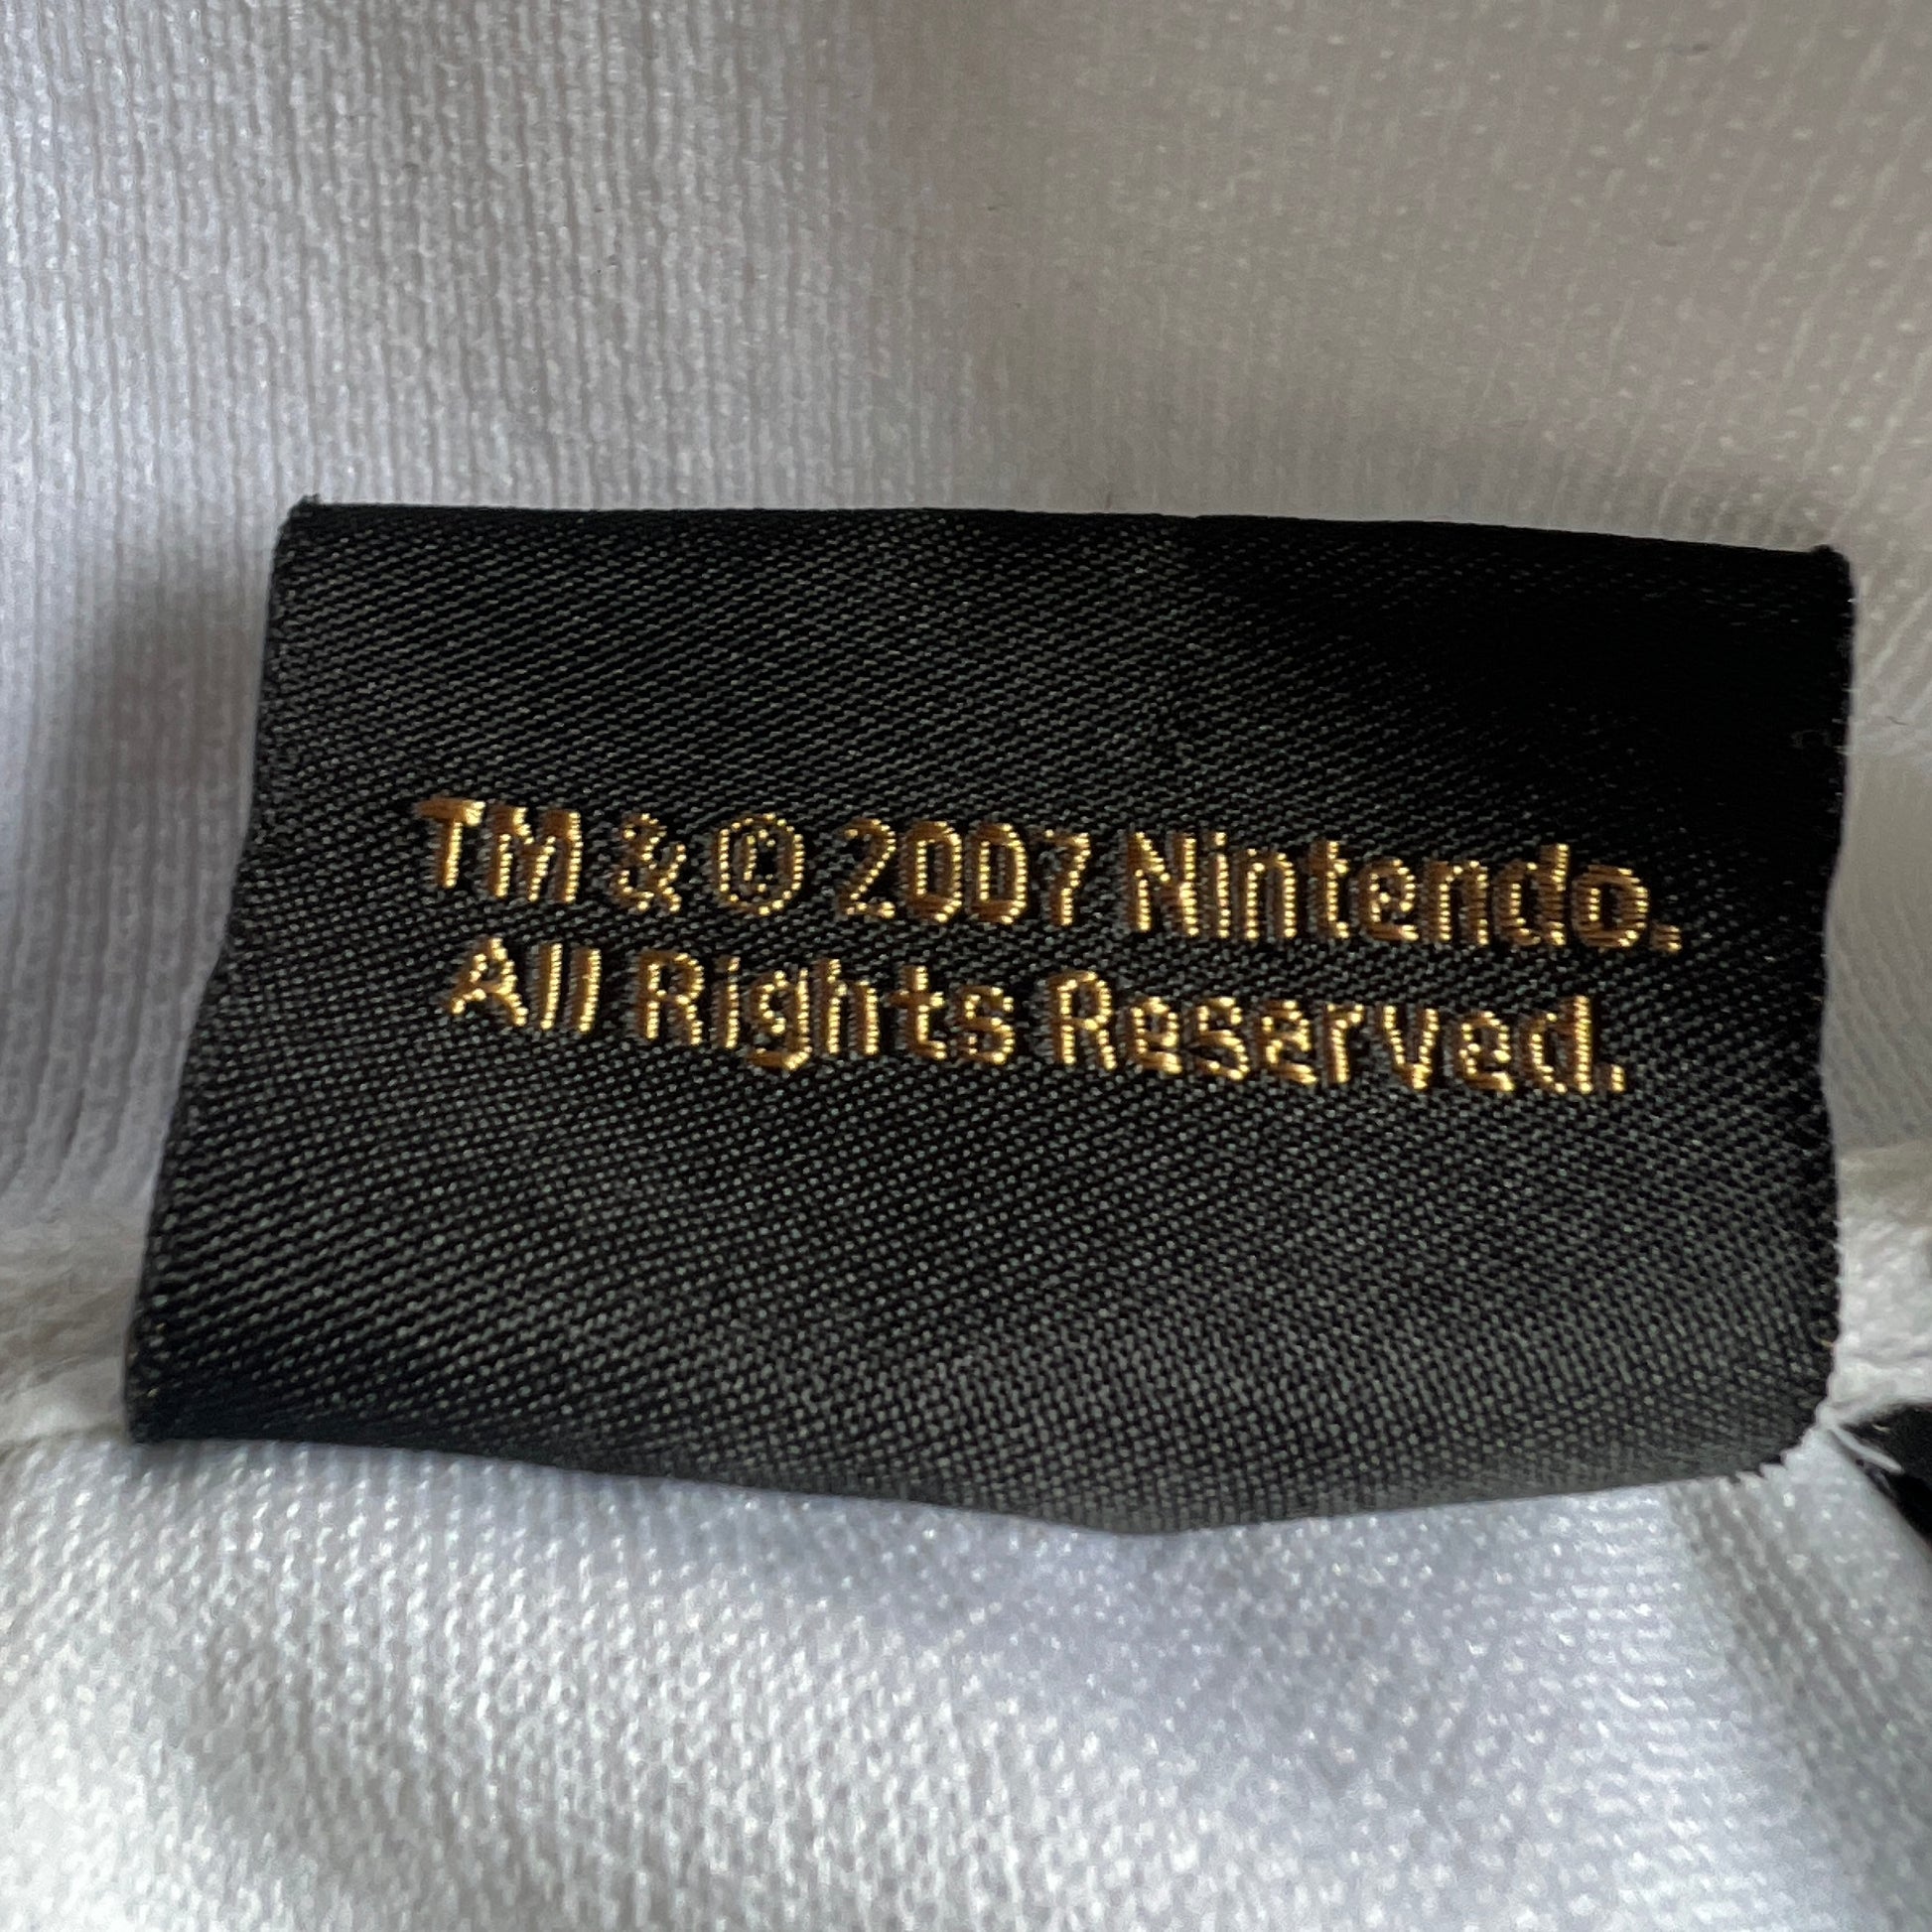 TM & © 2007 Nintendo.
All Rights Reserved.